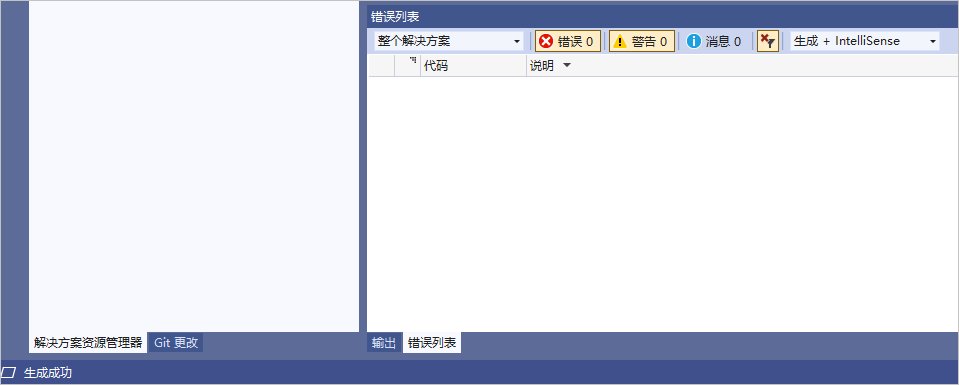 错误列表
整个解决方案 错误 0 警告 0 消息 0 生成 + IntelliSense
代码 说明
解决方案资源管理器 Git 更改 输出 错误列表
生成成功